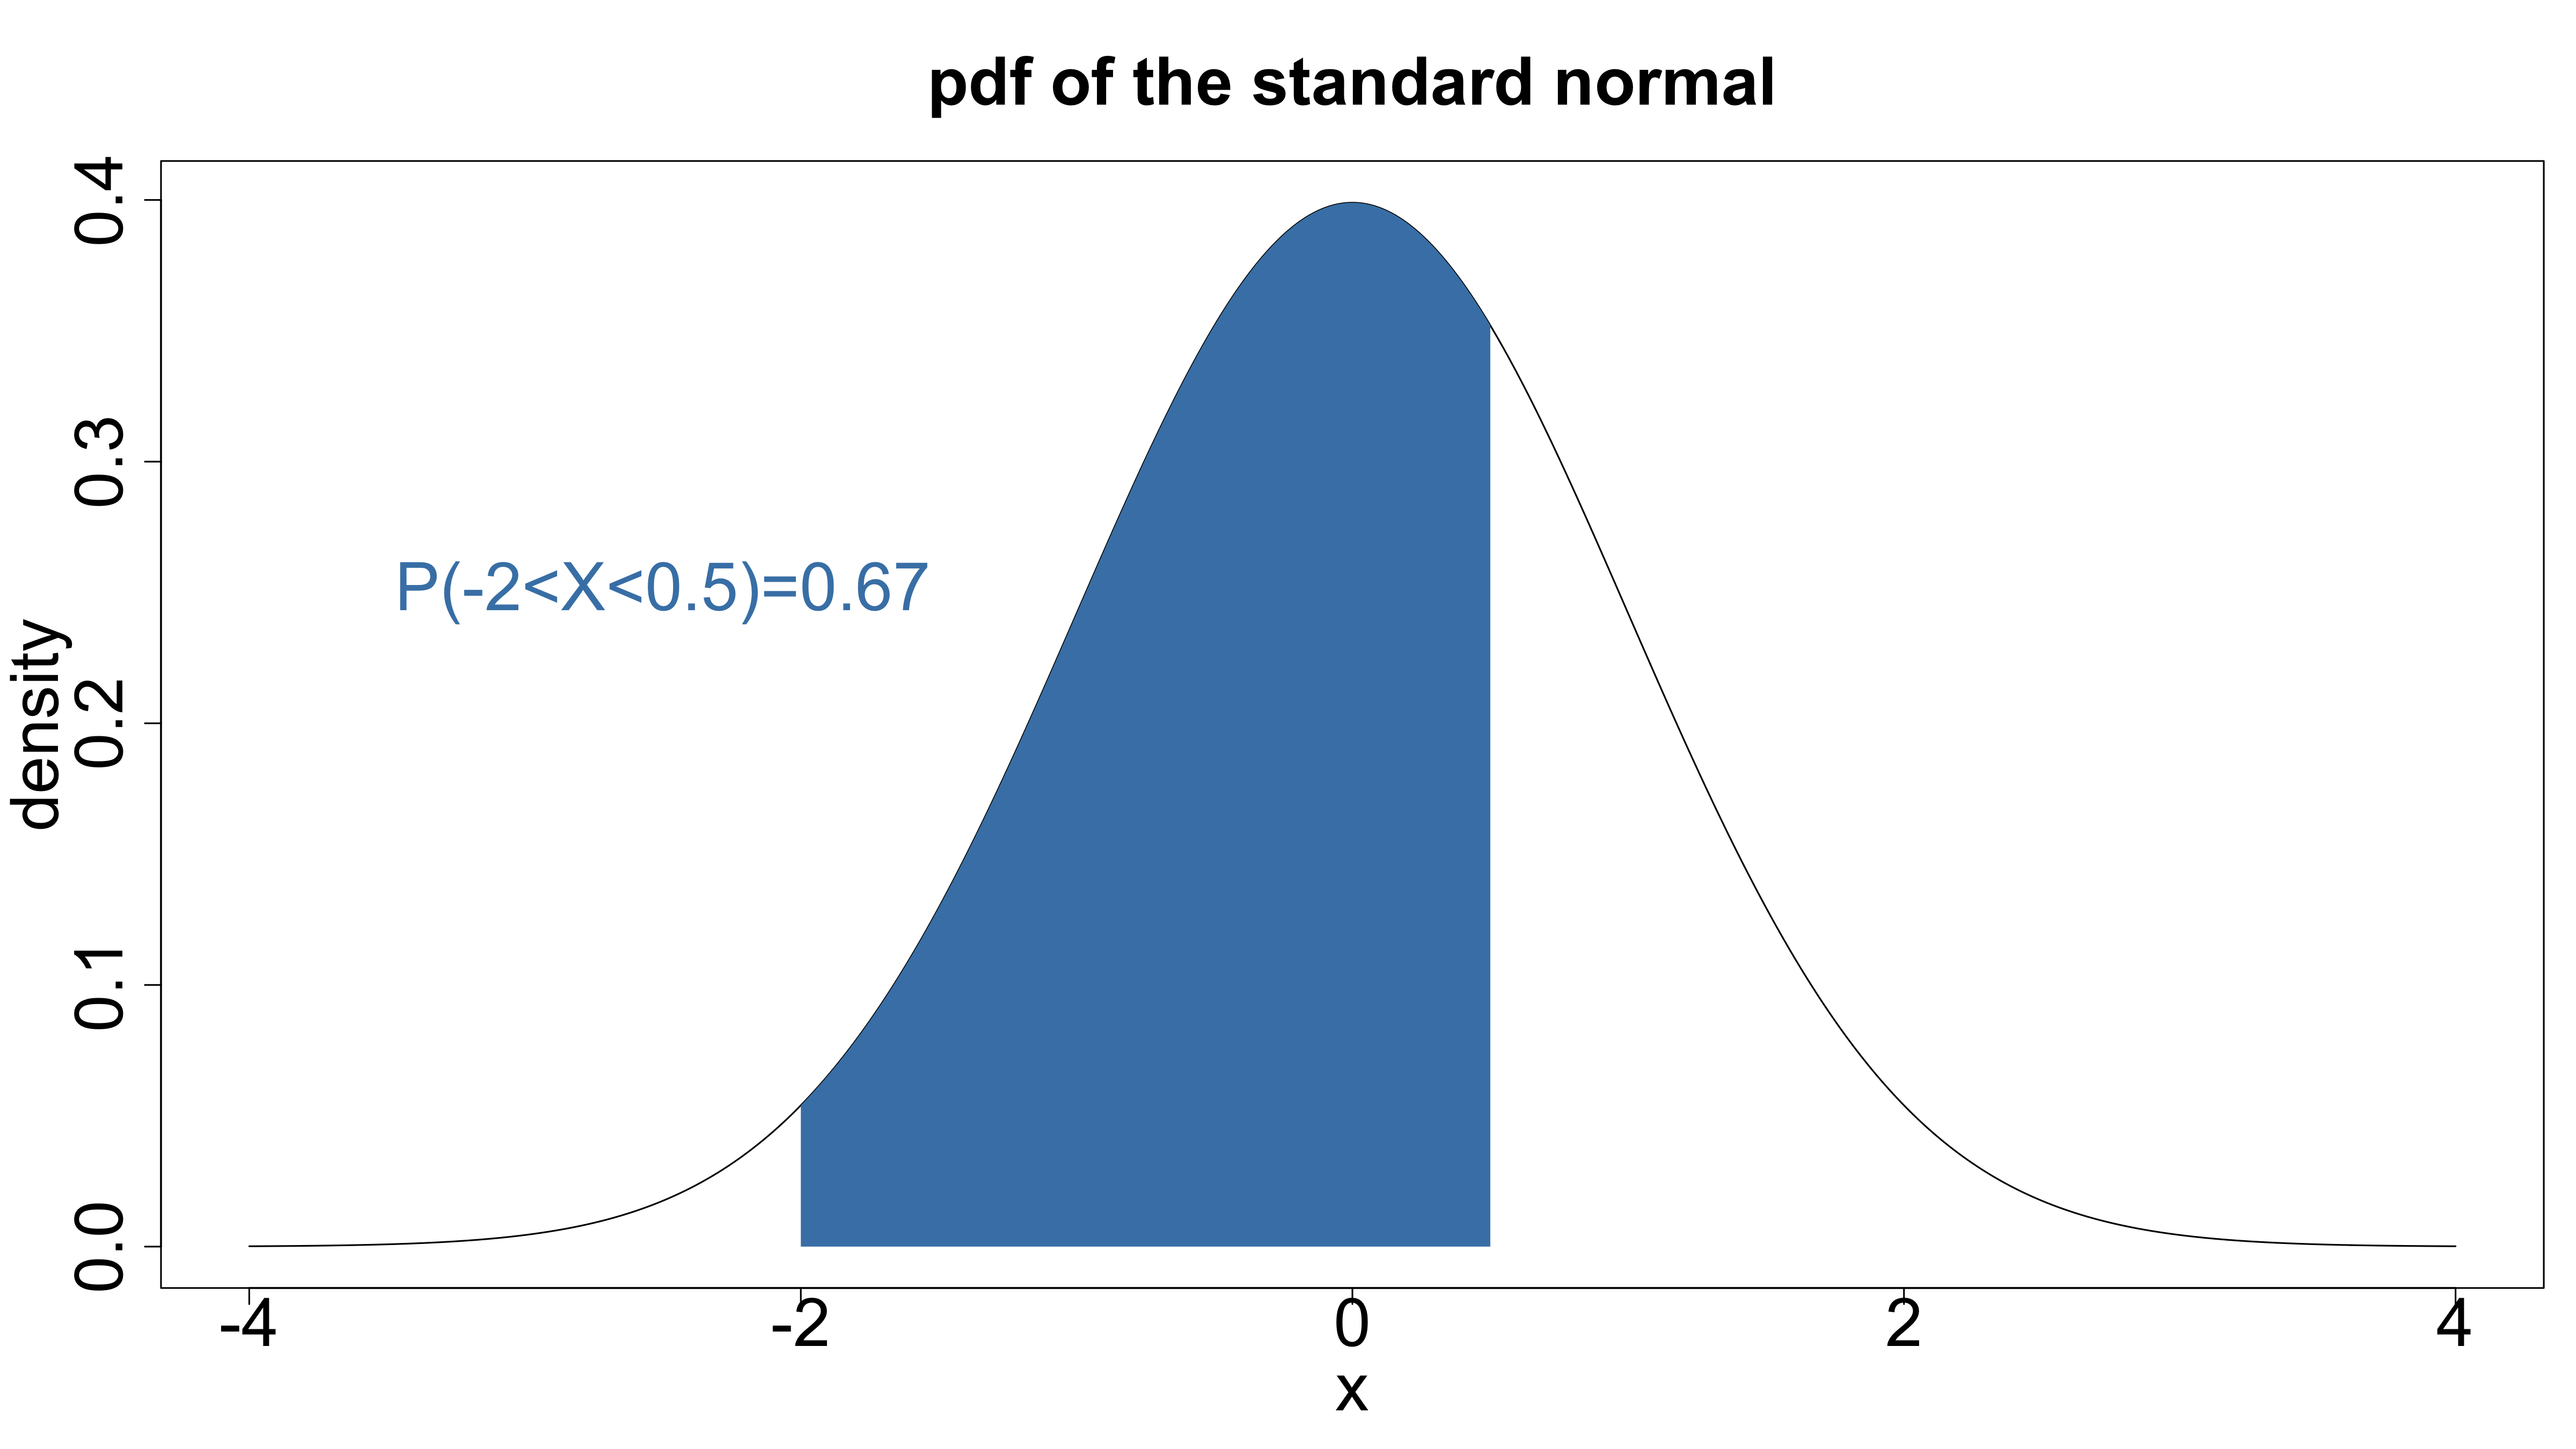 pdf of the standard normal
0.4
0.3
P(-2<X<0.5)=0.67
density
0.2
0.1
0.0
-4 -2 0 2 4
x